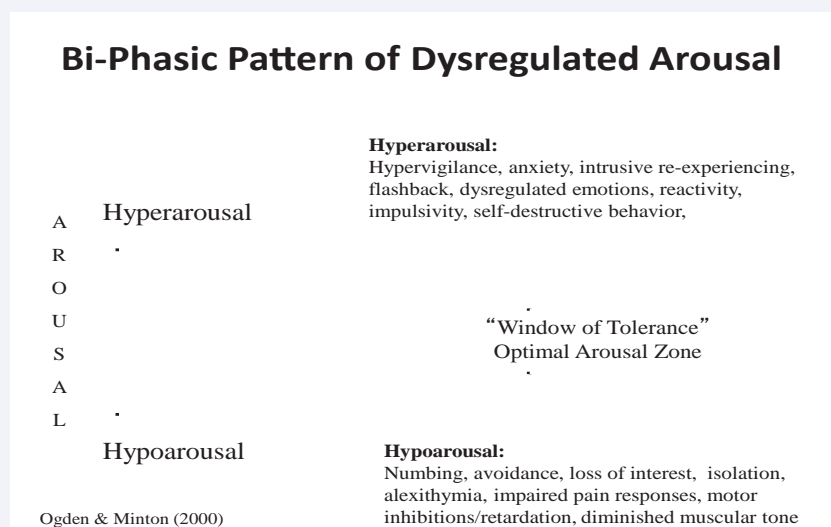 Bi-Phasic Pattern of Dysregulated Arousal
Hyperarousal:
Hypervigilance, anxiety, intrusive re-experiencing,
flashback, dysregulated emotions, reactivity,
impulsivity, self-destructive behavior,
Hyperarousal
A
R
O
U
S
A
L
“Window of Tolerance”
Optimal Arousal Zone
Hypoarousal
Hypoarousal:
Numbing, avoidance, loss of interest, isolation,
alexithymia, impaired pain responses, motor
inhibitions/retardation, diminished muscular tone
Ogden & Minton (2000)